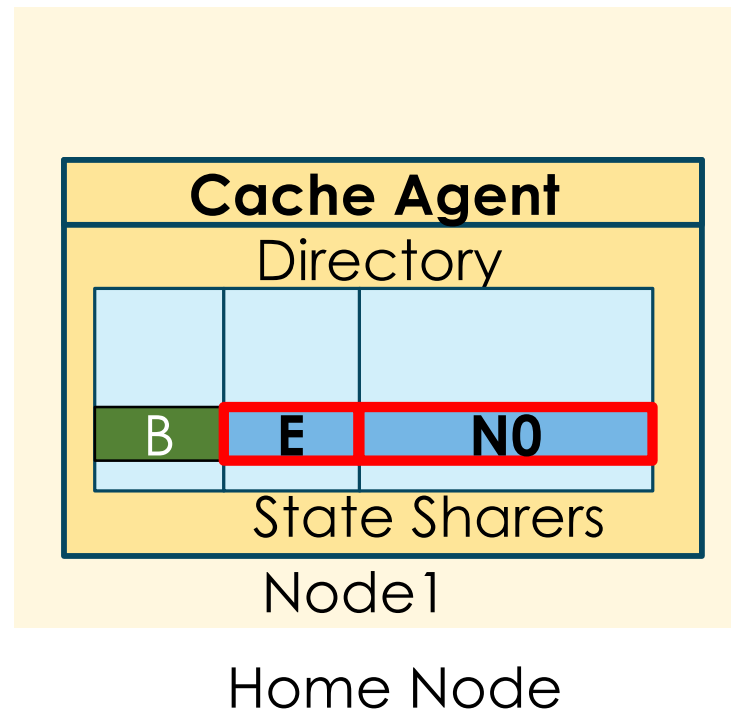 Cache Agent
Directory
B E N0
State Sharers
Node1
Home Node